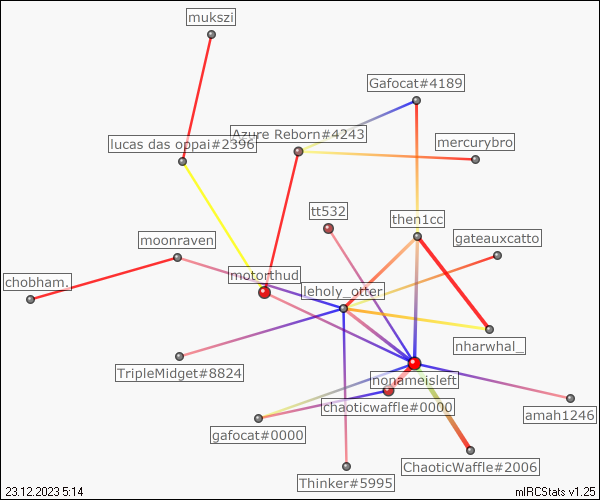 mukszi
Gafocat#4189
Azure Reborn#4243
lucas das oppai#2396
mercurybro
tt532
then1cc
moonraven
gateauxcatto
chobham.
motorthud
leholy_otter
nharwhal_
TripleMidget#8824
nonameisleft
chaoticwaffle#0000
amah1246
gafocat#0000
ChaoticWaffle#2006
Thinker#5995
23.12.2023 5:14
mIRCStats v1.25